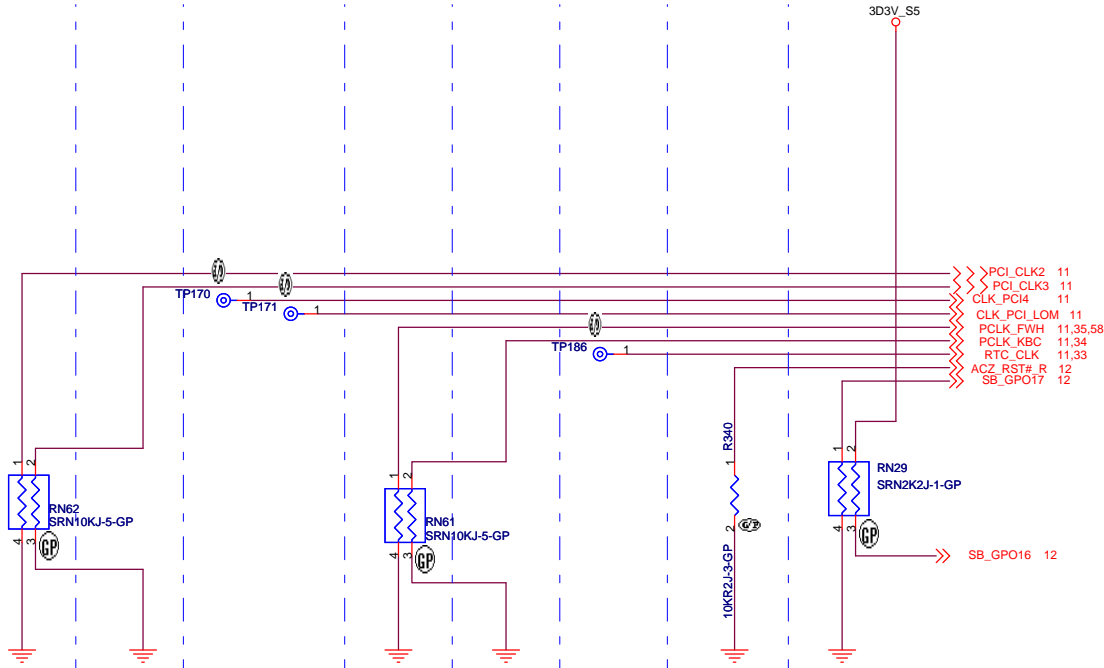 3D3V_S5
PCI_CLK2 11
PCI_CLK3 11
TP170 1 CLK_PCI4 11
TP171 1 CLK_PCI_LOM 11
PCLK_FWH 11,35,58
PCLK_KBC 11,34
TP186 1 RTC_CLK 11,33
ACZ_RST#_R 12
SB_GPO17 12
1 2
RN62
SRN10KJ-5-GP
4 3
GP
1 2
RN61
SRN10KJ-5-GP
4 3
GP
R340
1
2
G/P
10KR2J-3-GP
1 2
RN29
SRN2K2J-1-GP
4 3
GP
SB_GPO16 12